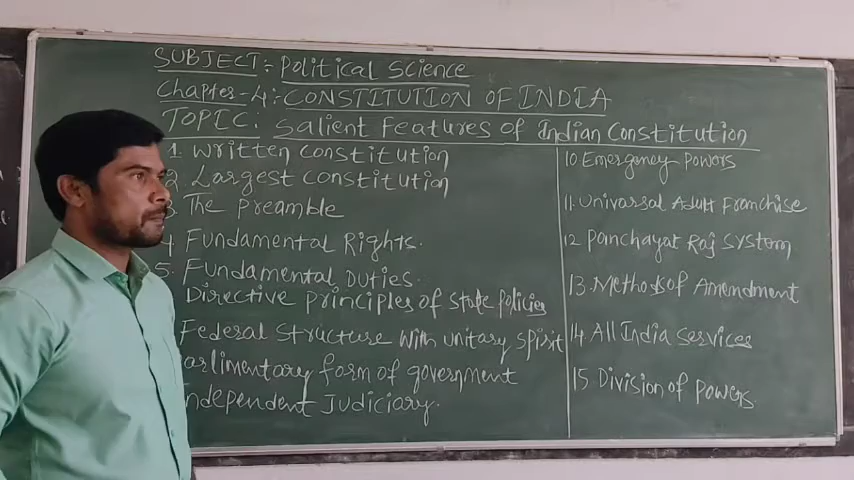 SUBJECT:- Political Science
Chapter-4:- CONSTITUTION OF INDIA
TOPIC: Salient Features of Indian Constitution
1. Written Constitution
2 Largest Constitution
3 The Preamble
4 Fundamental Rights.
5. Fundamental Duties.
Directive principles of State policies
Federal Structure with unitary spirit
arlimentary form of government
ndependent Judiciary.
10 Emergency Powers
11. Univarsal Adult Franchise
12 Panchayat Raj System
13. Methods of Amendment
14. All India Services
15 Division of Powers.